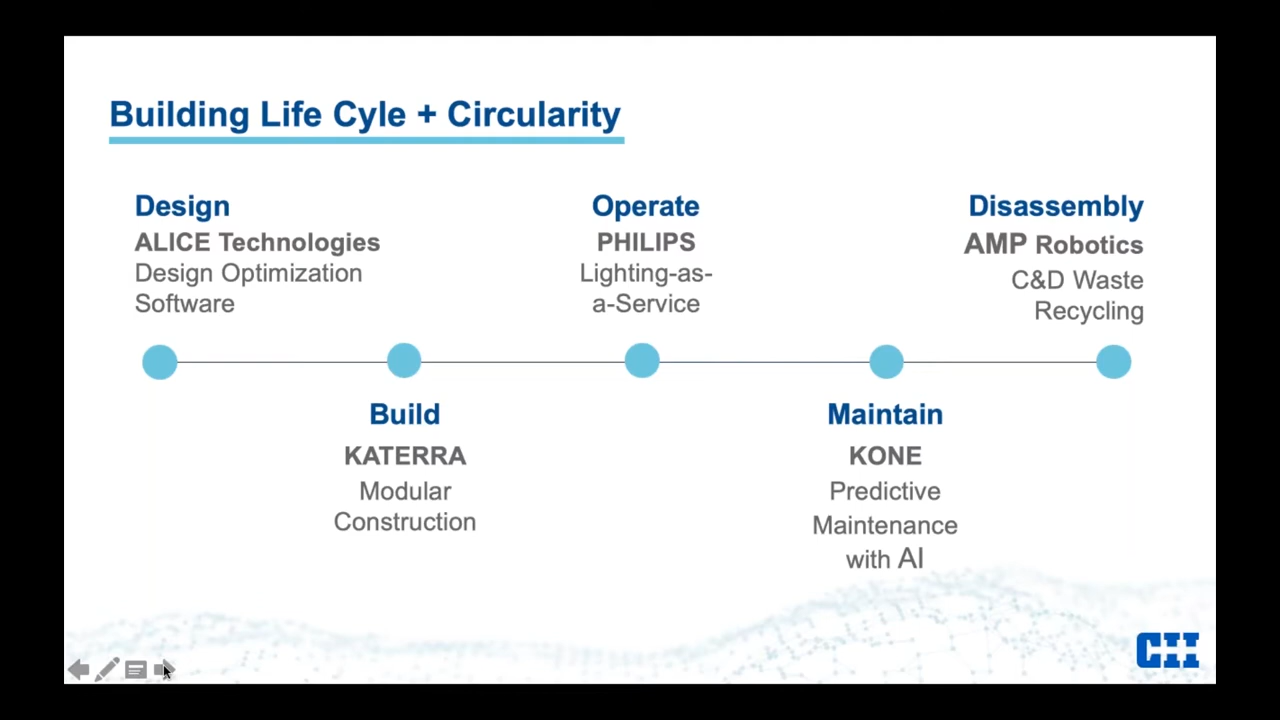 Building Life Cyle + Circularity
Design
ALICE Technologies
Design Optimization
Software
Build
KATERRA
Modular
Construction
Operate
PHILIPS
Lighting-as-
a-Service
Maintain
KONE
Predictive
Maintenance
with AI
Disassembly
AMP Robotics
C&D Waste
Recycling
CII